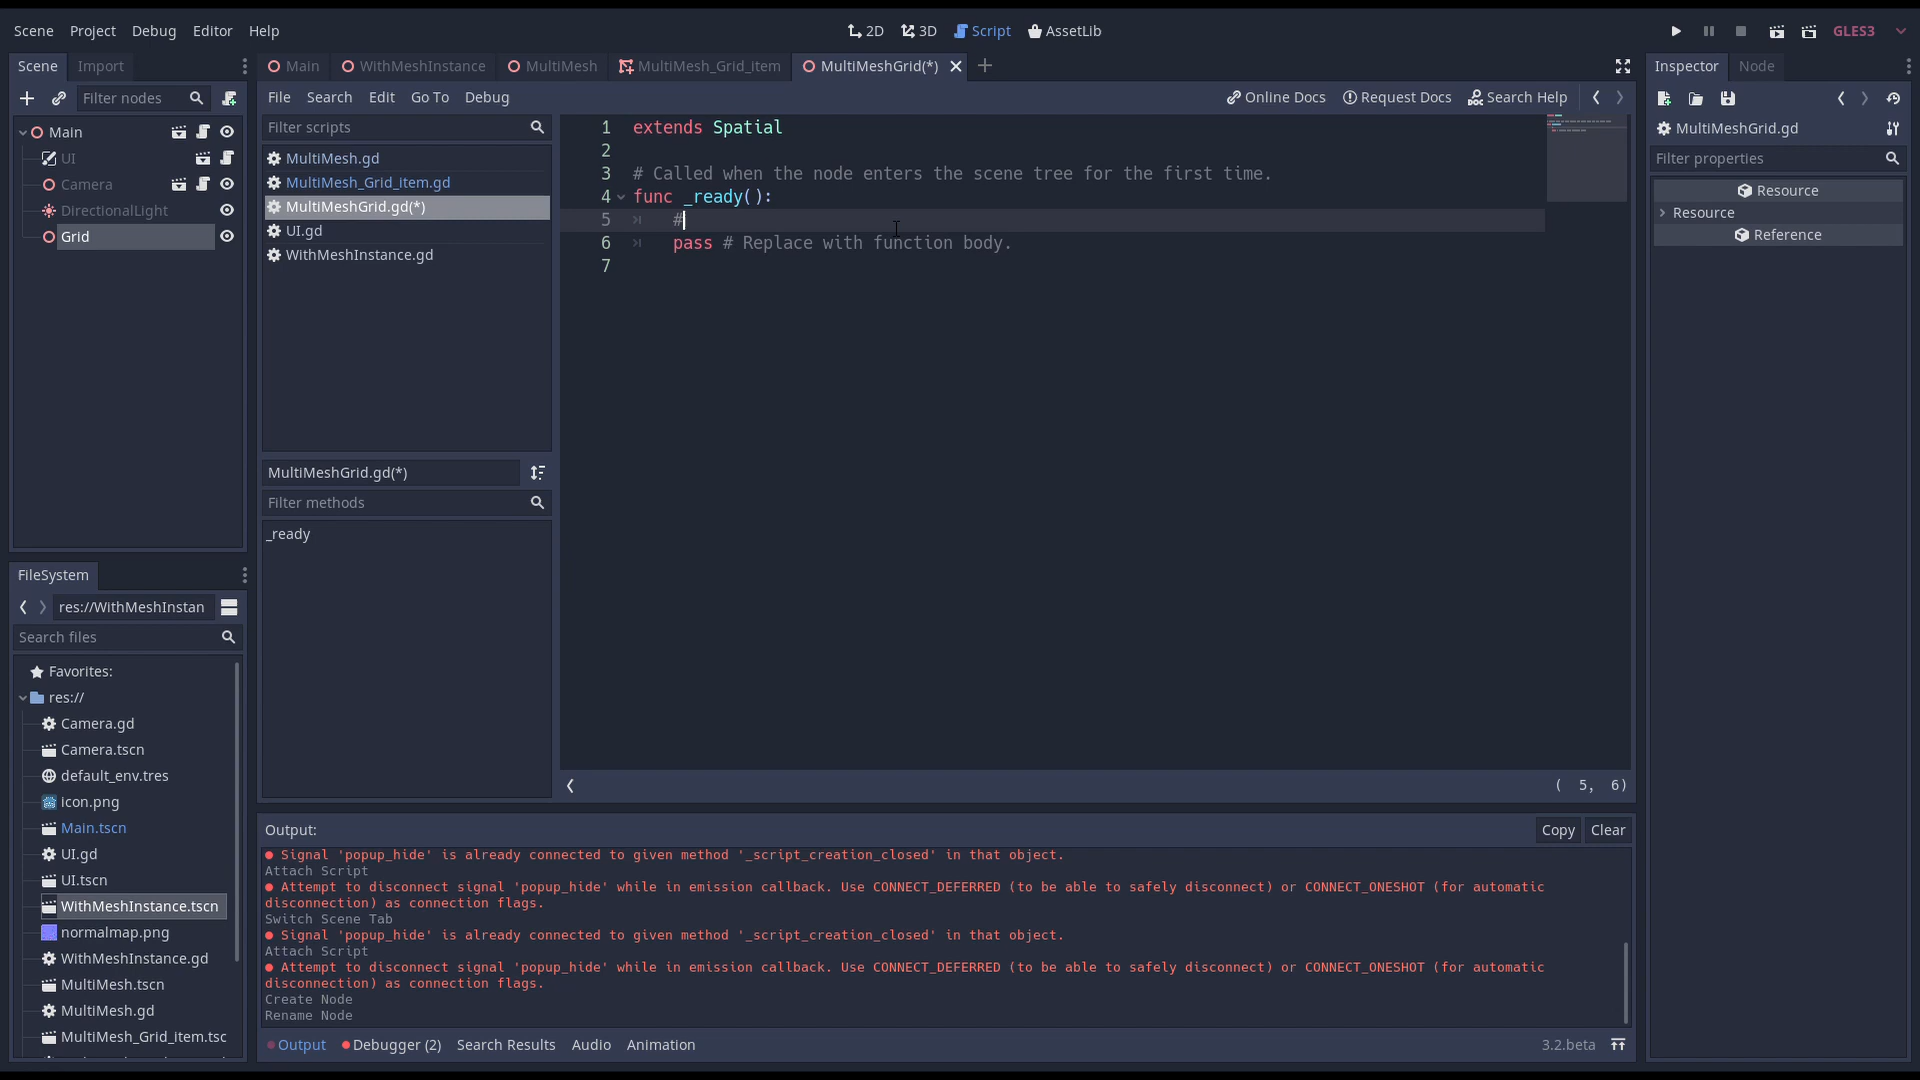 Scene Project Debug Editor Help
2D 3D Script AssetLib
GLES3
Scene Import
Filter nodes
Main
UI
Camera
DirectionalLight
Grid
FileSystem
res://WithMeshInstan
Search files
Favorites:
res://
Camera.gd
Camera.tscn
default_env.tres
icon.png
Main.tscn
UI.gd
UI.tscn
WithMeshInstance.tscn
normalmap.png
WithMeshInstance.gd
MultiMesh.tscn
MultiMesh.gd
MultiMesh_Grid_item.tsc
Main WithMeshInstance MultiMesh MultiMesh_Grid_item MultiMeshGrid(*)
File Search Edit Go To Debug
Online Docs Request Docs Search Help
Filter scripts
MultiMesh.gd
MultiMesh_Grid_item.gd
MultiMeshGrid.gd(*)
UI.gd
WithMeshInstance.gd
MultiMeshGrid.gd(*)
Filter methods
_ready
1 extends Spatial
2
3 # Called when the node enters the scene tree for the first time.
4 func _ready():
5 #
6 pass # Replace with function body.
7
( 5, 6)
Output:
Copy Clear
Signal 'popup_hide' is already connected to given method '_script_creation_closed' in that object.
Attach Script
Attempt to disconnect signal 'popup_hide' while in emission callback. Use CONNECT_DEFERRED (to be able to safely disconnect) or CONNECT_ONESHOT (for automatic
disconnection) as connection flags.
Switch Scene Tab
Signal 'popup_hide' is already connected to given method '_script_creation_closed' in that object.
Attach Script
Attempt to disconnect signal 'popup_hide' while in emission callback. Use CONNECT_DEFERRED (to be able to safely disconnect) or CONNECT_ONESHOT (for automatic
disconnection) as connection flags.
Create Node
Rename Node
Output Debugger (2) Search Results Audio Animation
3.2.beta
Inspector Node
MultiMeshGrid.gd
Filter properties
Resource
Resource
Reference